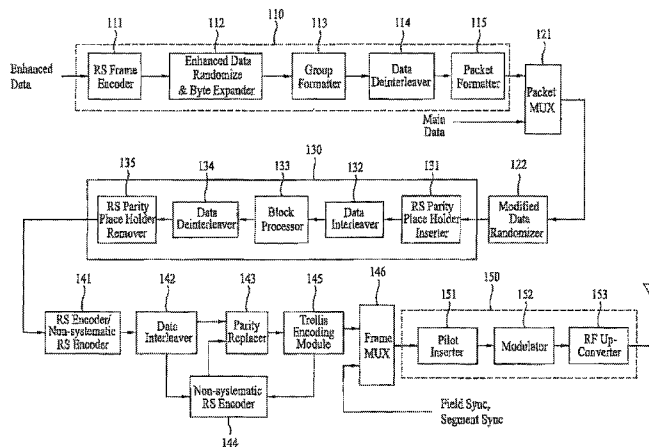 110
111
112
113
114
115
121
Enhanced
Data
RS Frame
Encoder
Enhanced Data
Randomize
& Byte Expander
Group
Formatter
Data
Deinterleaver
Packet
Formatter
Packet
MUX
Main
Data
130
135
134
133
132
131
122
RS Parity
Place Holder
Remover
Data
Deinterleaver
Block
Processor
Data
Interleaver
RS Parity
Place Holder
Inserter
Modified
Data
Randomizer
141
142
143
145
146
150
151
152
153
RS Encoder/
Non-systematic
RS Encoder
Data
Interleaver
Parity
Replacer
Trellis
Encoding
Module
Frame
MUX
Pilot
Inserter
Modulator
RF Up-
Converter
Non-systematic
RS Encoder
144
Field Sync,
Segment Sync